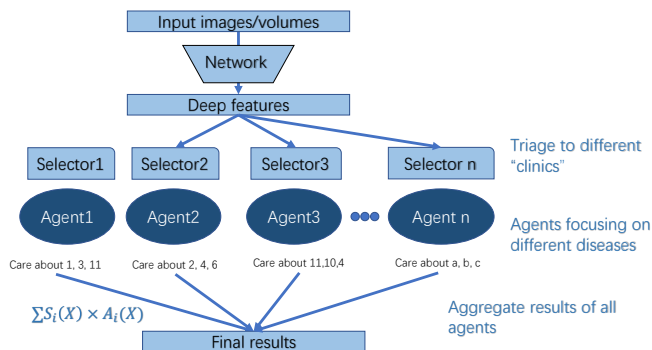 Input images/volumes
Network
Deep features
Selector1
Selector2
Selector3
Selector n
Triage to different
“clinics”
Agent1
Agent2
Agent3
Agent n
Agents focusing on
different diseases
Care about 1, 3, 11
Care about 2, 4, 6
Care about 11,10,4
Care about a, b, c
∑Sᵢ(X) × Aᵢ(X)
Aggregate results of all
agents
Final results